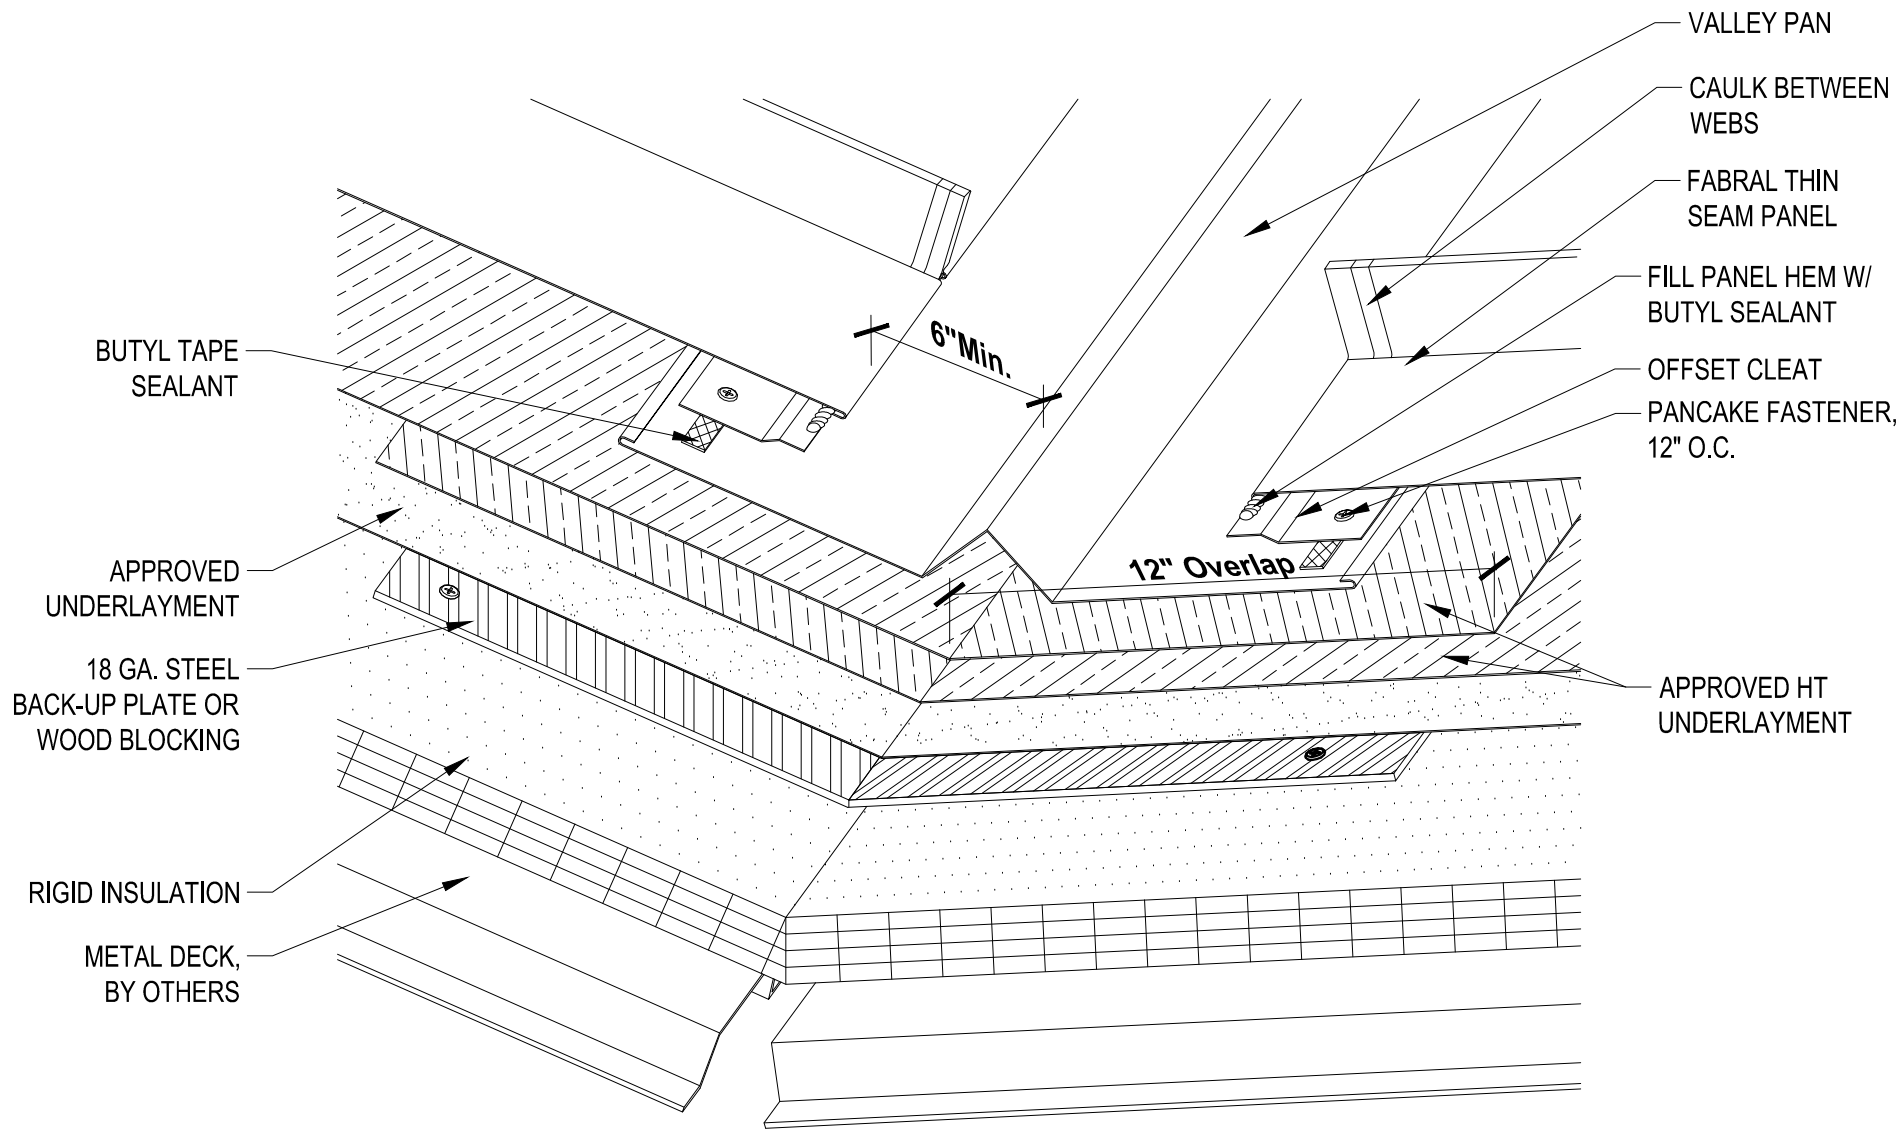 VALLEY PAN
CAULK BETWEEN
WEBS
FABRAL THIN
SEAM PANEL
FILL PANEL HEM W/
BUTYL SEALANT
OFFSET CLEAT
PANCAKE FASTENER,
12" O.C.
6"Min.
BUTYL TAPE
SEALANT
12" Overlap
APPROVED
UNDERLAYMENT
18 GA. STEEL
BACK-UP PLATE OR
WOOD BLOCKING
APPROVED HT
UNDERLAYMENT
RIGID INSULATION
METAL DECK,
BY OTHERS